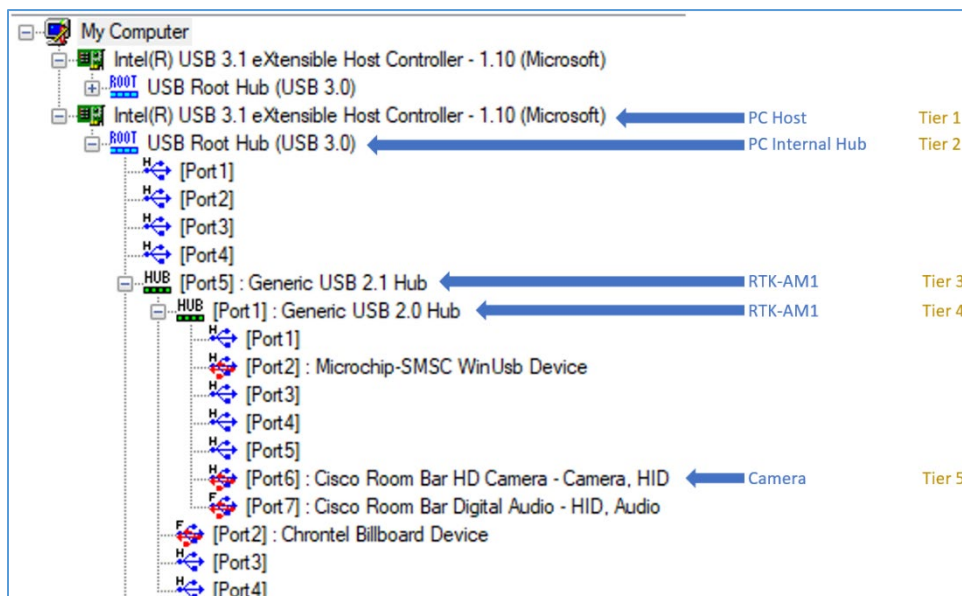 My Computer
Intel(R) USB 3.1 eXtensible Host Controller - 1.10 (Microsoft)
ROOT USB Root Hub (USB 3.0)
Intel(R) USB 3.1 eXtensible Host Controller - 1.10 (Microsoft) PC Host Tier 1
ROOT USB Root Hub (USB 3.0) PC Internal Hub Tier 2
H [Port1]
H [Port2]
H [Port3]
H [Port4]
HUB [Port5] : Generic USB 2.1 Hub RTK-AM1 Tier 3
HUB [Port1] : Generic USB 2.0 Hub RTK-AM1 Tier 4
H [Port1]
H [Port2] : Microchip-SMSC WinUsb Device
H [Port3]
H [Port4]
H [Port5]
H [Port6] : Cisco Room Bar HD Camera - Camera, HID Camera Tier 5
F [Port7] : Cisco Room Bar Digital Audio - HID, Audio
F [Port2] : Chrontel Billboard Device
H [Port3]
H [Port4]